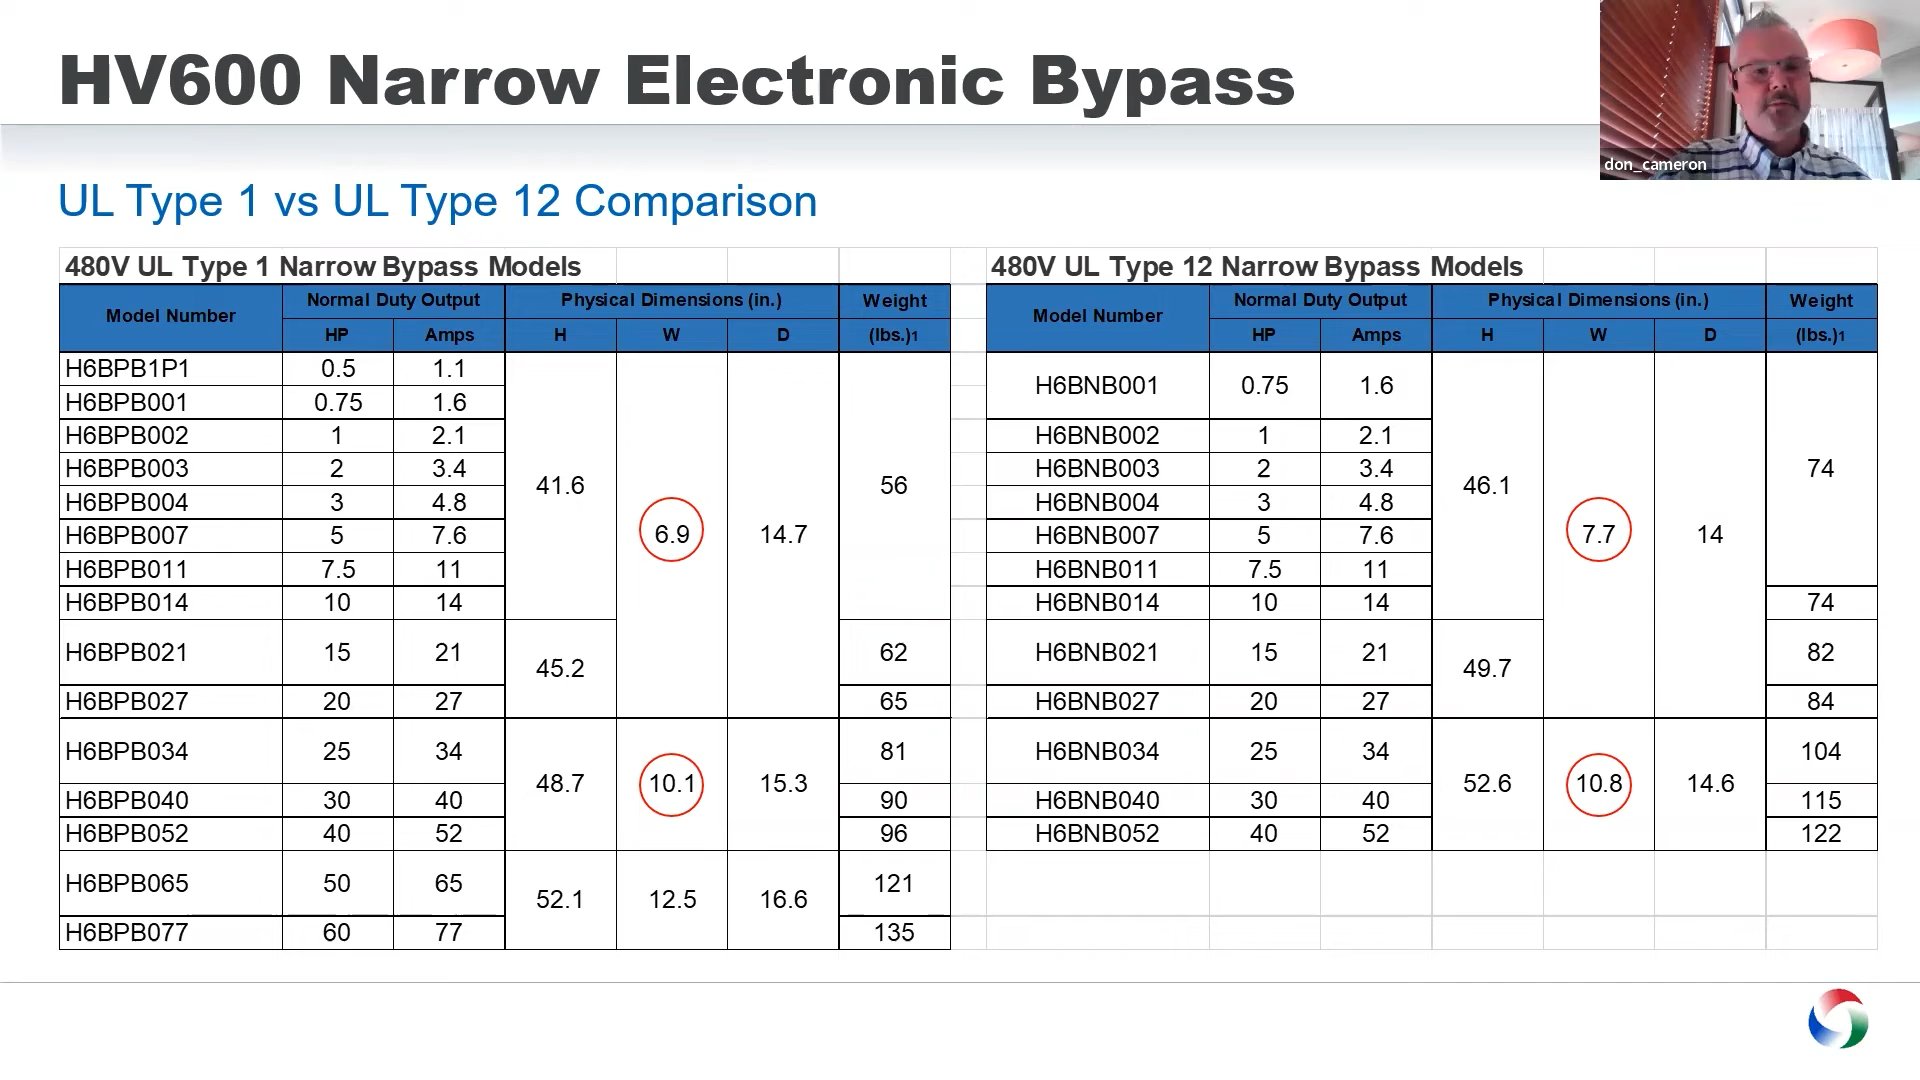 HV600 Narrow Electronic Bypass
don_cameron
UL Type 1 vs UL Type 12 Comparison
480V UL Type 1 Narrow Bypass Models
Model Number Normal Duty Output Physical Dimensions (in.) Weight
HP Amps H W D (lbs.)1
H6BPB1P1 0.5 1.1 41.6 6.9 14.7 56
H6BPB001 0.75 1.6
H6BPB002 1 2.1
H6BPB003 2 3.4
H6BPB004 3 4.8
H6BPB007 5 7.6
H6BPB011 7.5 11
H6BPB014 10 14
H6BPB021 15 21 45.2 62
H6BPB027 20 27 65
H6BPB034 25 34 48.7 10.1 15.3 81
H6BPB040 30 40 90
H6BPB052 40 52 96
H6BPB065 50 65 52.1 12.5 16.6 121
H6BPB077 60 77 135
480V UL Type 12 Narrow Bypass Models
Model Number Normal Duty Output Physical Dimensions (in.) Weight
HP Amps H W D (lbs.)1
H6BNB001 0.75 1.6 46.1 7.7 14 74
H6BNB002 1 2.1
H6BNB003 2 3.4
H6BNB004 3 4.8
H6BNB007 5 7.6
H6BNB011 7.5 11
H6BNB014 10 14 74
H6BNB021 15 21 49.7 82
H6BNB027 20 27 84
H6BNB034 25 34 52.6 10.8 14.6 104
H6BNB040 30 40 115
H6BNB052 40 52 122